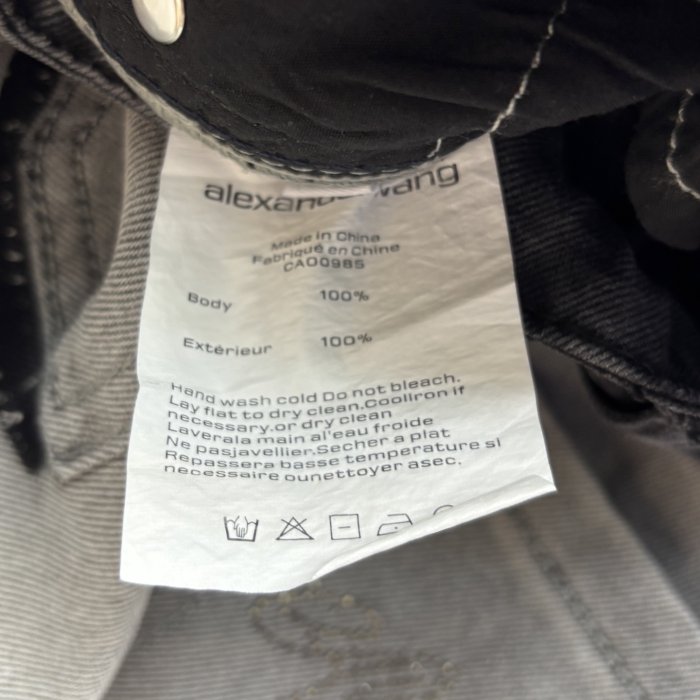 alexander wang
Made in China
Fabriqué en Chine
CA00985
Body 100%
Extérieur 100%
Hand wash cold Do not bleach.
Lay flat to dry clean.CoolIron if
necessary.or dry clean
Laverala main al'eau froide
Ne pasjavellier.Secher a plat
Repassera basse temperature si
necessaire ounettoyer asec.